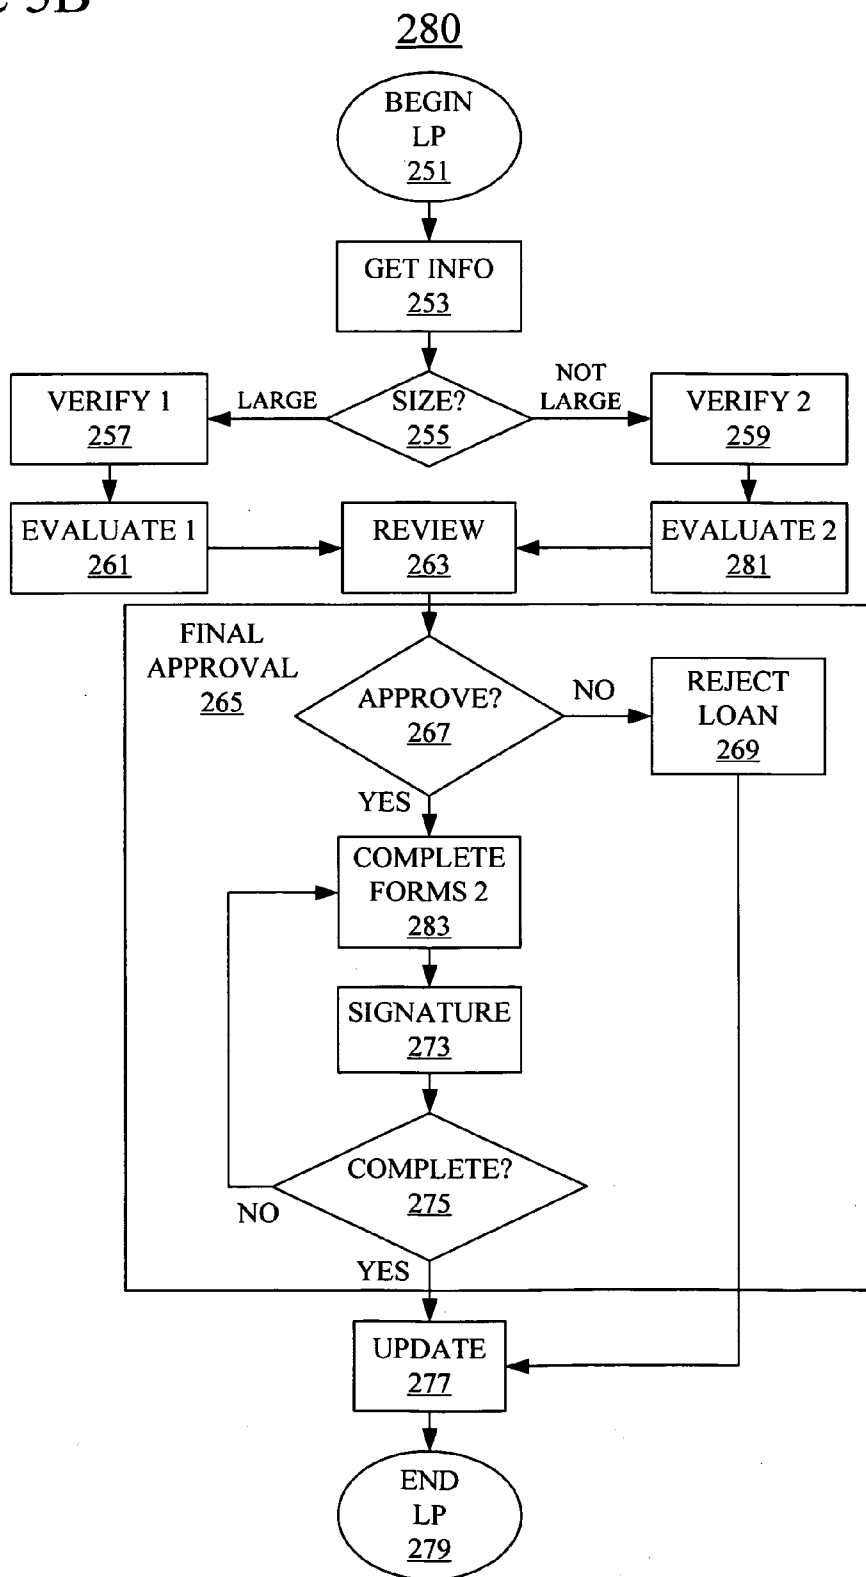 3B
280
BEGIN
LP
251
GET INFO
253
VERIFY 1
257
LARGE
SIZE?
255
NOT
LARGE
VERIFY 2
259
EVALUATE 1
261
REVIEW
263
EVALUATE 2
281
FINAL
APPROVAL
265
APPROVE?
267
NO
REJECT
LOAN
269
YES
COMPLETE
FORMS 2
283
SIGNATURE
273
COMPLETE?
275
NO
YES
UPDATE
277
END
LP
279